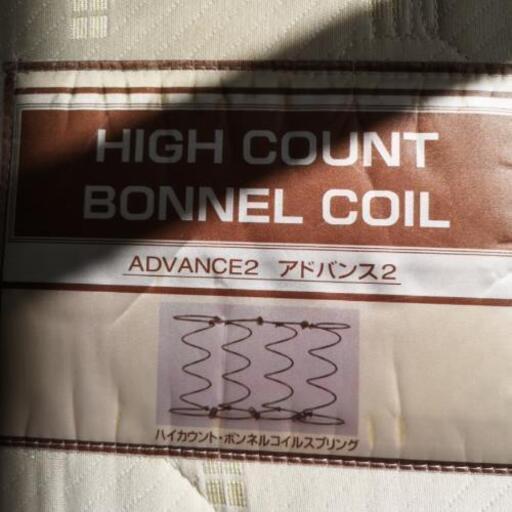 HIGH COUNT
BONNEL COIL
ADVANCE2 アドバンス2
ハイカウント・ボンネルコイルスプリング